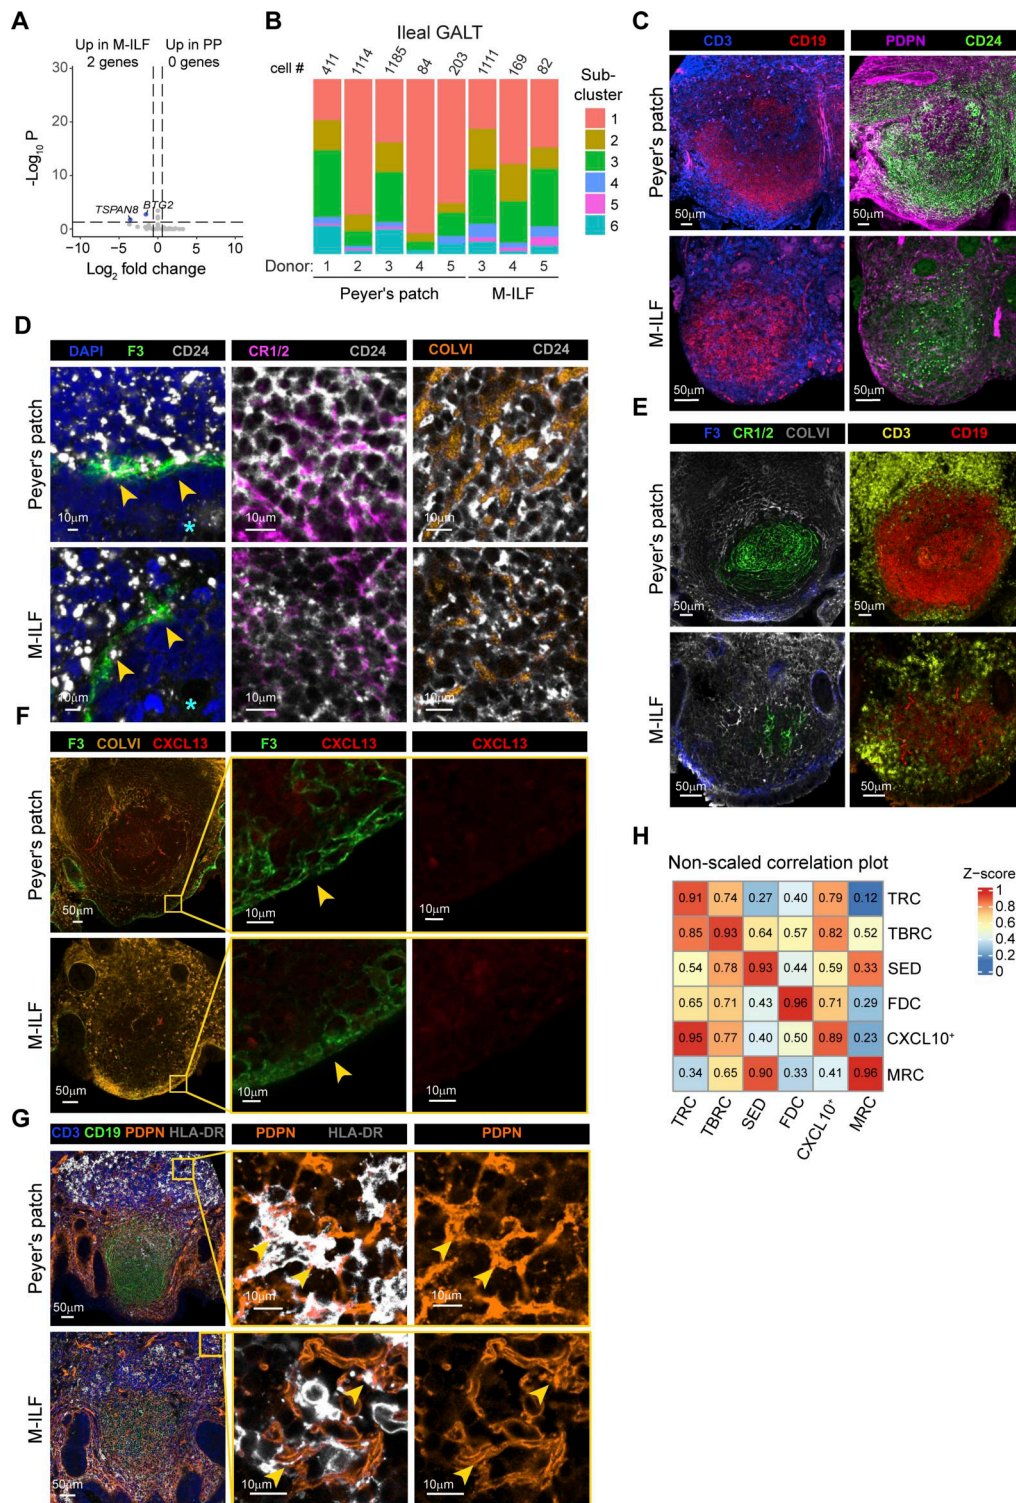 A
Up in M-ILF
2 genes
Up in PP
0 genes
30
20
10
0
-Log10 P
TSPAN8
BTG2
−10
−5
0
5
10
Log2 fold change
B
Ileal GALT
cell #
411
1114
1185
84
203
1111
169
82
Sub-
cluster
1
2
3
4
5
6
Donor:
1
2
3
4
5
3
4
5
Peyer's patch
M-ILF
C
CD3
CD19
PDPN
CD24
Peyer's patch
50μm
50μm
M-ILF
50μm
50μm
D
DAPI
F3
CD24
CR1/2
CD24
COLVI
CD24
Peyer's patch
10μm
*
10μm
10μm
M-ILF
10μm
*
10μm
10μm
E
F3
CR1/2
COLVI
CD3
CD19
Peyer's patch
50μm
50μm
M-ILF
50μm
50μm
F
F3
COLVI
CXCL13
F3
CXCL13
CXCL13
Peyer's patch
50μm
10μm
10μm
M-ILF
50μm
10μm
10μm
G
CD3
CD19
PDPN
HLA-DR
PDPN
HLA-DR
PDPN
Peyer's patch
50μm
10μm
10μm
M-ILF
50μm
10μm
10μm
H
Non-scaled correlation plot
Z−score
1
0.8
0.6
0.4
0.2
0
0.91 0.74 0.27 0.40 0.79 0.12 TRC
0.85 0.93 0.64 0.57 0.82 0.52 TBRC
0.54 0.78 0.93 0.44 0.59 0.33 SED
0.65 0.71 0.43 0.96 0.71 0.29 FDC
0.95 0.77 0.40 0.50 0.89 0.23 CXCL10+
0.34 0.65 0.90 0.33 0.41 0.96 MRC
TRC
TBRC
SED
FDC
CXCL10+
MRC